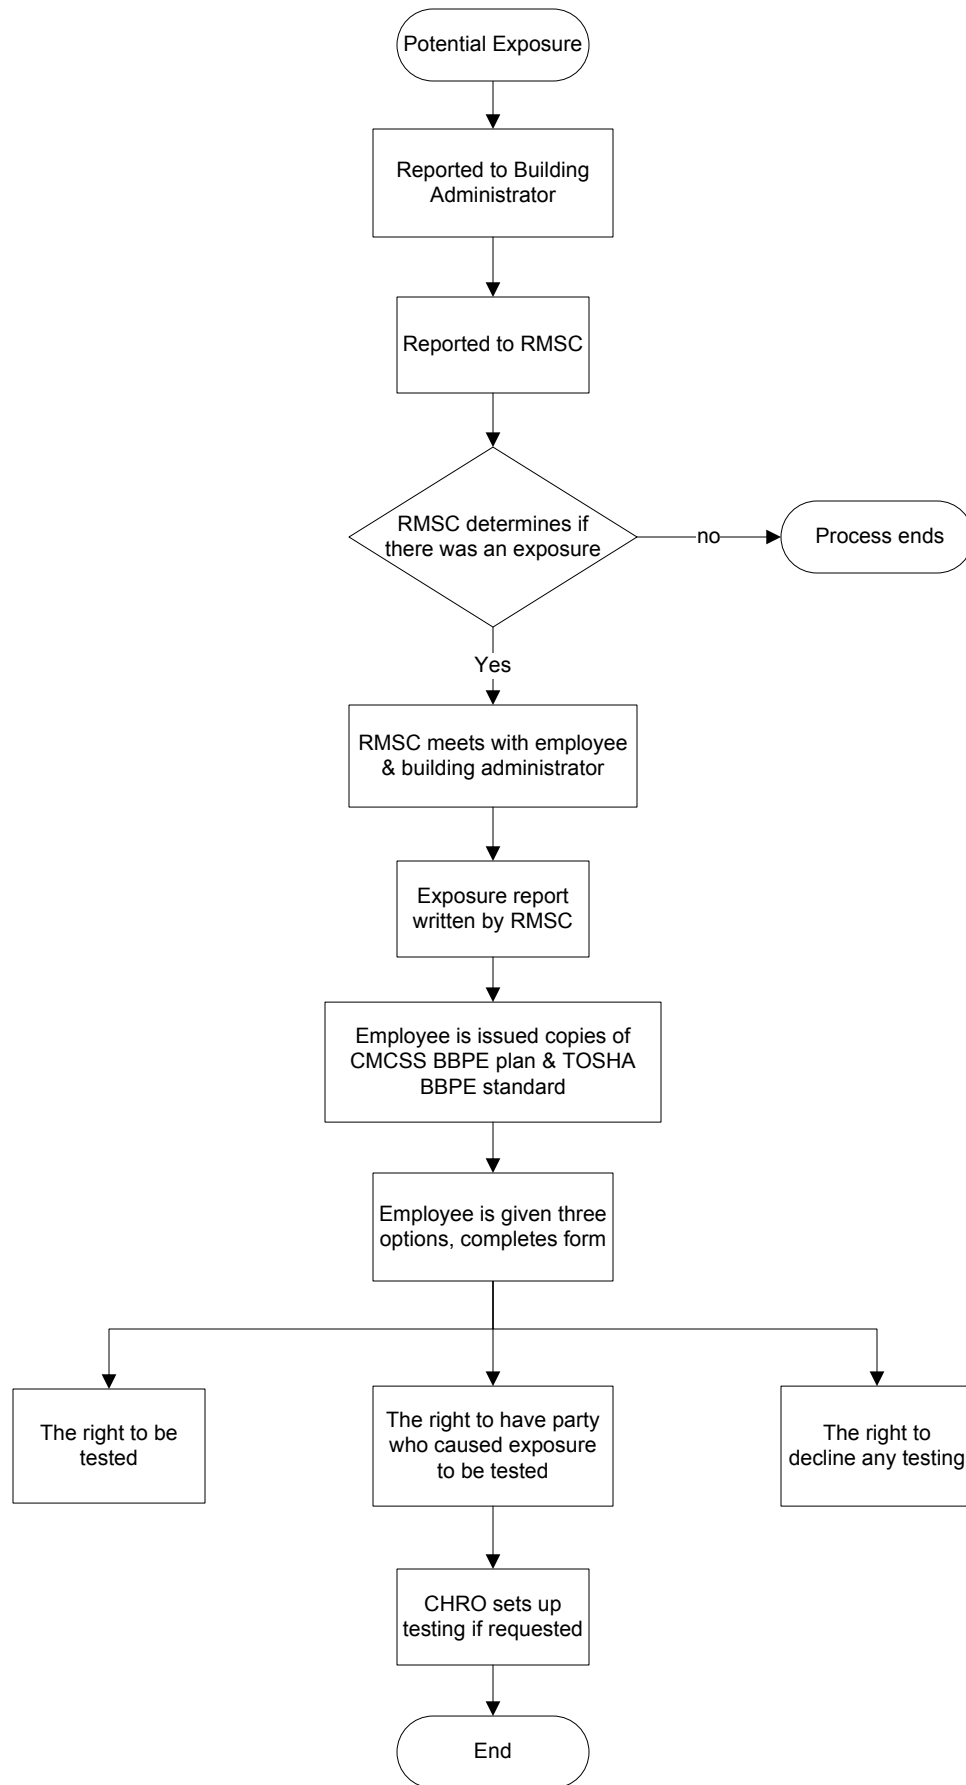 Potential Exposure
Reported to Building
Administrator
Reported to RMSC
RMSC determines if
there was an exposure
no
Process ends
Yes
RMSC meets with employee
& building administrator
Exposure report
written by RMSC
Employee is issued copies of
CMCSS BBPE plan & TOSHA
BBPE standard
Employee is given three
options, completes form
The right to be
tested
The right to have party
who caused exposure
to be tested
The right to
decline any testing
CHRO sets up
testing if requested
End